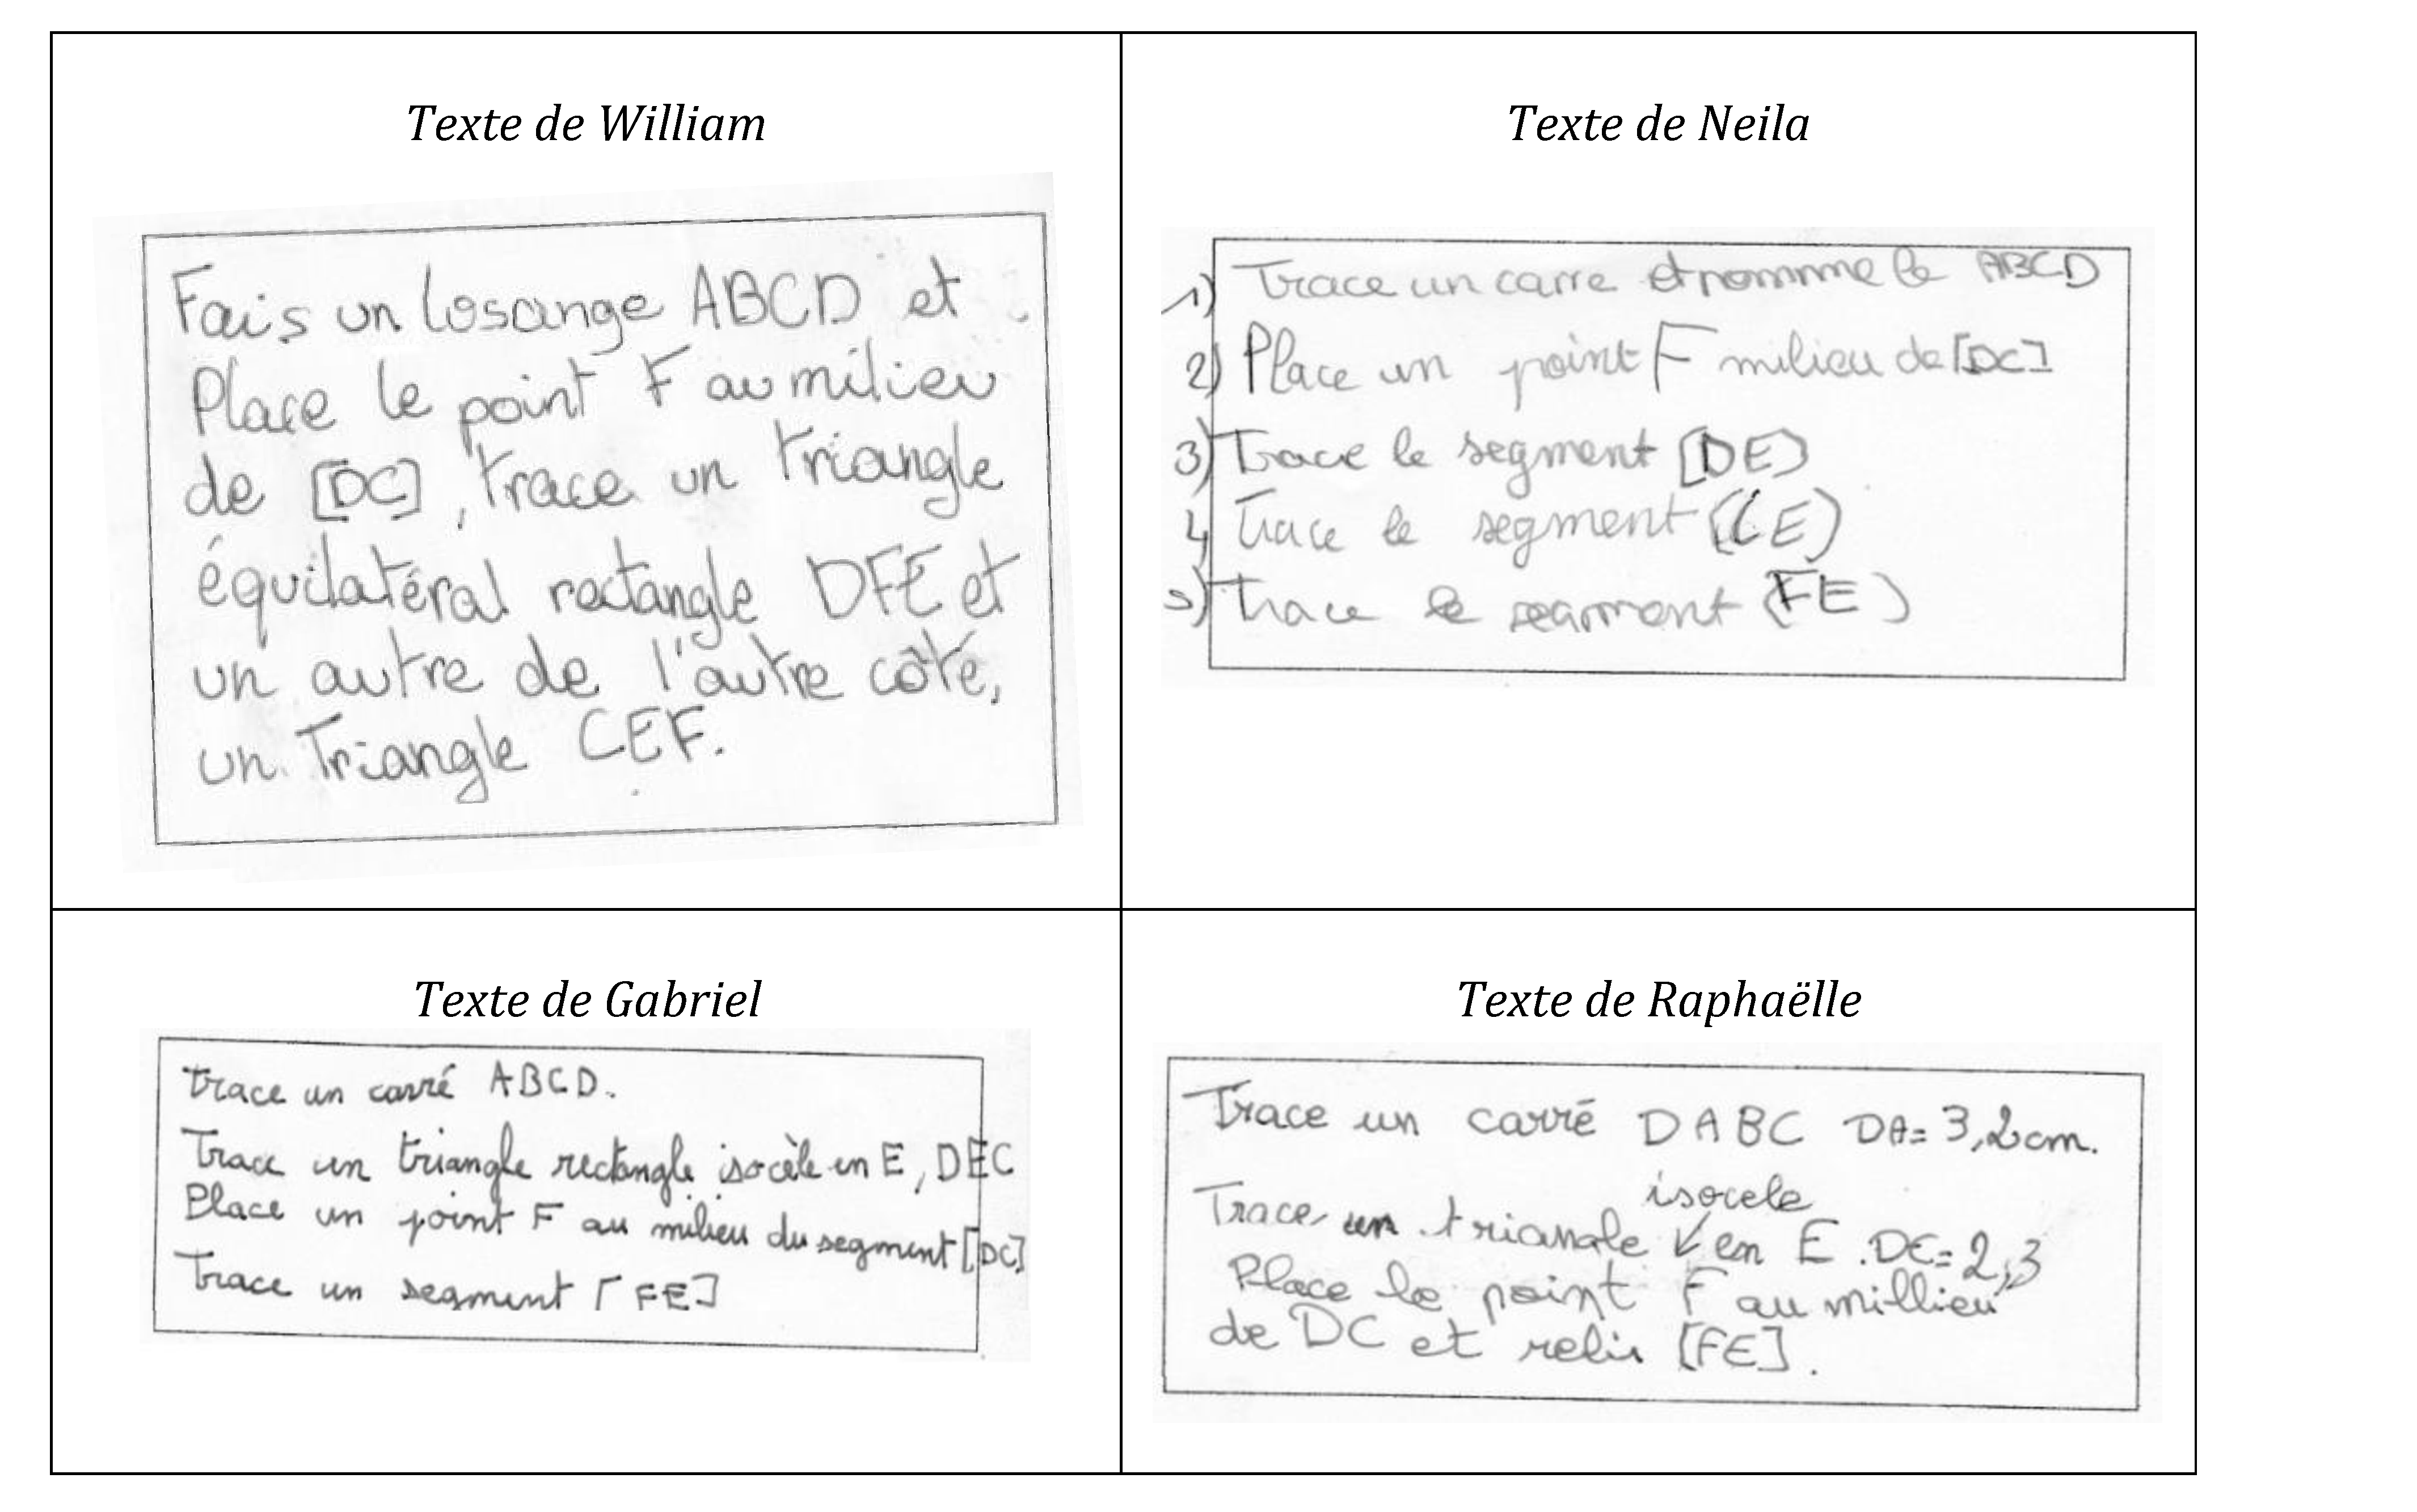 Texte de William
Fais un losange ABCD et
Place le point F au milieu
de [DC], trace un triangle
équilatéral rectangle DFE et
un autre de l'autre côté,
un Triangle CEF.
Texte de Neila
1) Trace un carre et nomme le ABCD
2) Place un point F milieu de [DC]
3) Trace le segment [DE)
4 Trace le segment (CE)
5) Trace le segment (FE)
Texte de Gabriel
Trace un carré ABCD.
Trace un triangle rectangle isocèle en E, DEC
Place un point F au milieu du segment [DC]
Trace un segment [FE]
Texte de Raphaëlle
Trace un carré DABC DA= 3,2cm.
isocele
Trace un triangle ↙ en E. DE= 2,3
Place le point F au millieu
de DC et relis [FE].